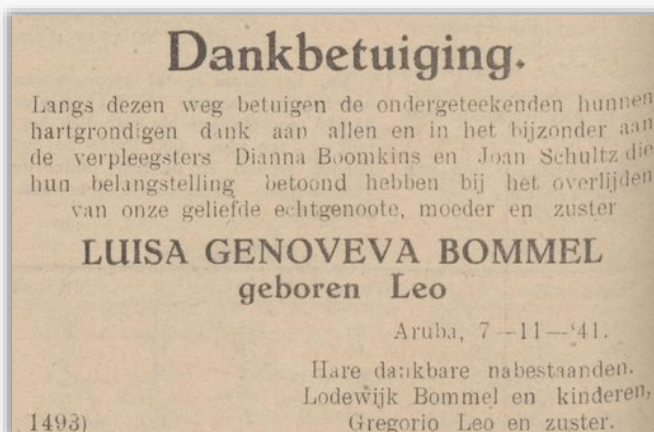 Dankbetuiging.
Langs dezen weg betuigen de ondergeteekenden hunnen
hartgrondigen dank aan allen en in het bijzonder aan
de verpleegsters Dianna Boomkins en Joan Schultz die
hun belangstelling betoond hebben bij het overlijden
van onze geliefde echtgenoote, moeder en zuster
LUISA GENOVEVA BOMMEL
geboren Leo
Aruba, 7—11—'41.
Hare dankbare nabestaanden.
Lodewijk Bommel en kinderen,
1493) Gregorio Leo en zuster.